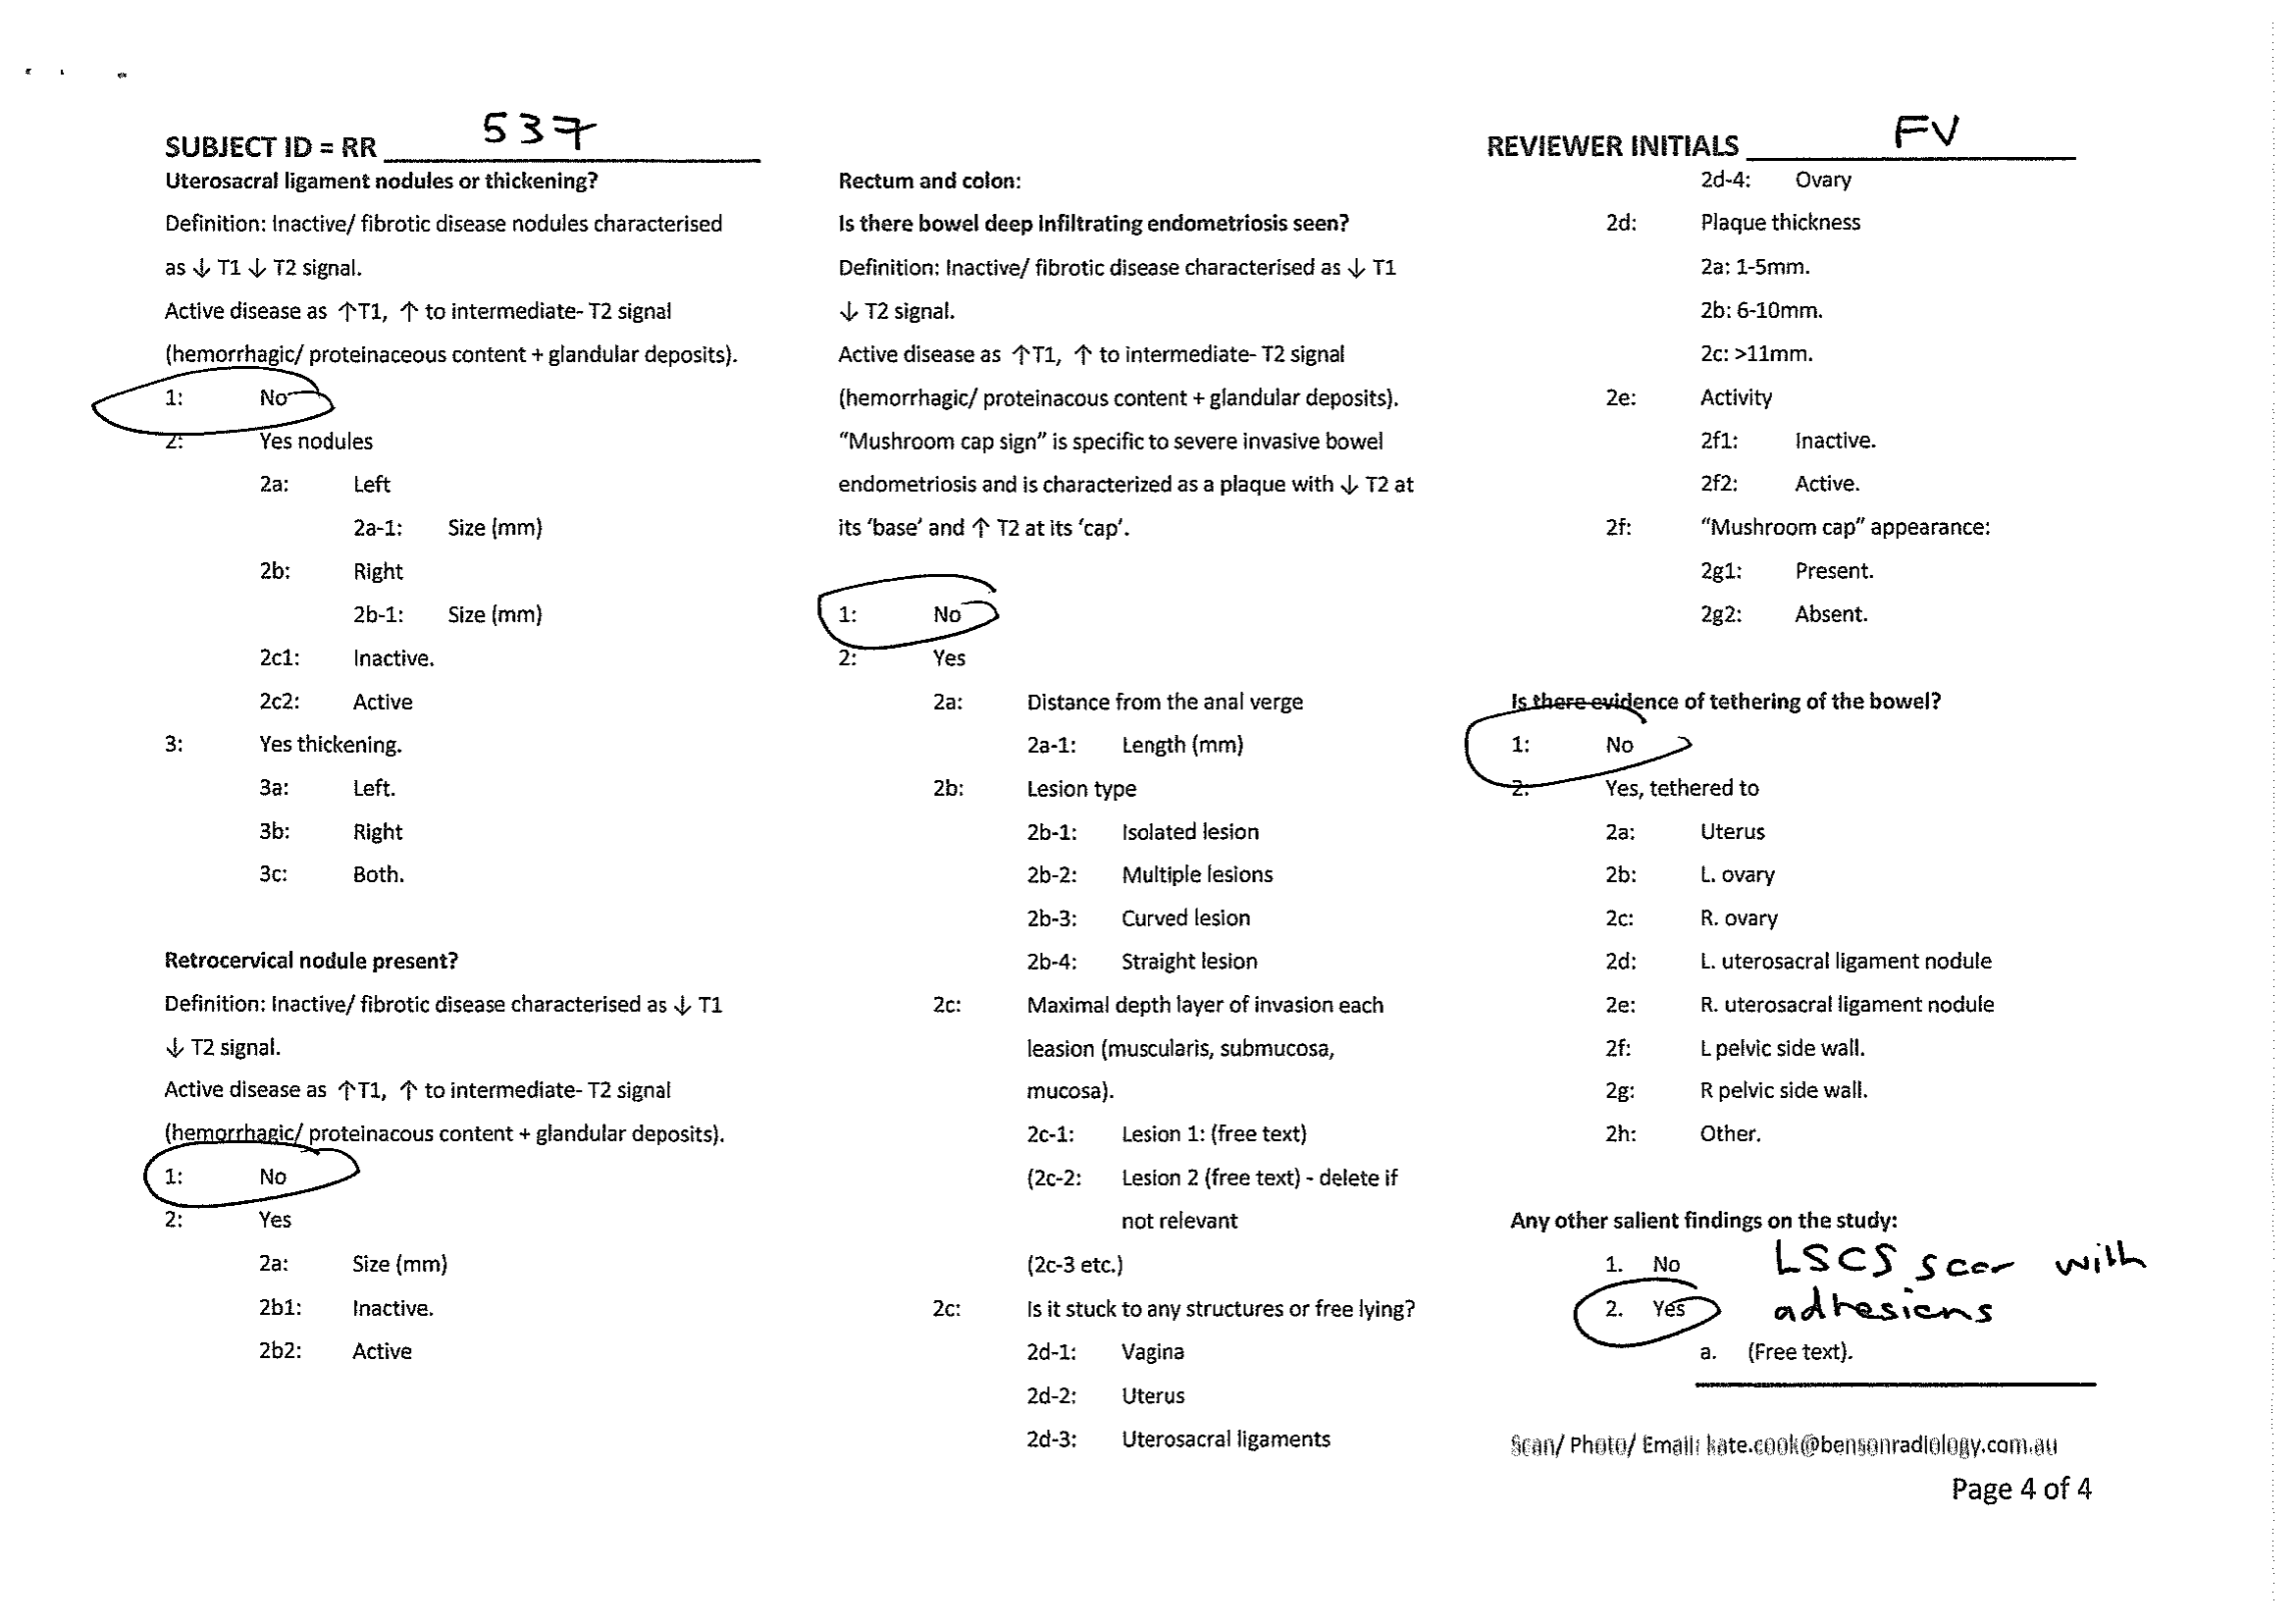 SUBJECT ID = RR 537
REVIEWER INITIALS FV
Uterosacral ligament nodules or thickening?
Definition: Inactive/ fibrotic disease nodules characterised
as ↓ T1 ↓ T2 signal.
Active disease as ↑T1, ↑ to intermediate- T2 signal
(hemorrhagic/ proteinaceous content + glandular deposits).
1: No
2: Yes nodules
2a: Left
2a-1: Size (mm)
2b: Right
2b-1: Size (mm)
2c1: Inactive.
2c2: Active
3: Yes thickening.
3a: Left.
3b: Right
3c: Both.
Retrocervical nodule present?
Definition: Inactive/ fibrotic disease characterised as ↓ T1
↓ T2 signal.
Active disease as ↑T1, ↑ to intermediate- T2 signal
(hemorrhagic/ proteinacous content + glandular deposits).
1: No
2: Yes
2a: Size (mm)
2b1: Inactive.
2b2: Active
Rectum and colon:
Is there bowel deep infiltrating endometriosis seen?
Definition: Inactive/ fibrotic disease characterised as ↓ T1
↓ T2 signal.
Active disease as ↑T1, ↑ to intermediate- T2 signal
(hemorrhagic/ proteinacous content + glandular deposits).
“Mushroom cap sign” is specific to severe invasive bowel
endometriosis and is characterized as a plaque with ↓ T2 at
its ‘base’ and ↑ T2 at its ‘cap’.
1: No
2: Yes
2a: Distance from the anal verge
2a-1: Length (mm)
2b: Lesion type
2b-1: Isolated lesion
2b-2: Multiple lesions
2b-3: Curved lesion
2b-4: Straight lesion
2c: Maximal depth layer of invasion each
leasion (muscularis, submucosa,
mucosa).
2c-1: Lesion 1: (free text)
(2c-2: Lesion 2 (free text) - delete if
not relevant
(2c-3 etc.)
2c: Is it stuck to any structures or free lying?
2d-1: Vagina
2d-2: Uterus
2d-3: Uterosacral ligaments
2d-4: Ovary
2d: Plaque thickness
2a: 1-5mm.
2b: 6-10mm.
2c: >11mm.
2e: Activity
2f1: Inactive.
2f2: Active.
2f: “Mushroom cap” appearance:
2g1: Present.
2g2: Absent.
Is there evidence of tethering of the bowel?
1: No
2: Yes, tethered to
2a: Uterus
2b: L. ovary
2c: R. ovary
2d: L. uterosacral ligament nodule
2e: R. uterosacral ligament nodule
2f: L pelvic side wall.
2g: R pelvic side wall.
2h: Other.
Any other salient findings on the study:
1. No LSCS scar with
2. Yes adhesions
a. (Free text).
Scan/ Photo/ Email: kate.cook@bensonradiology.com.au
Page 4 of 4